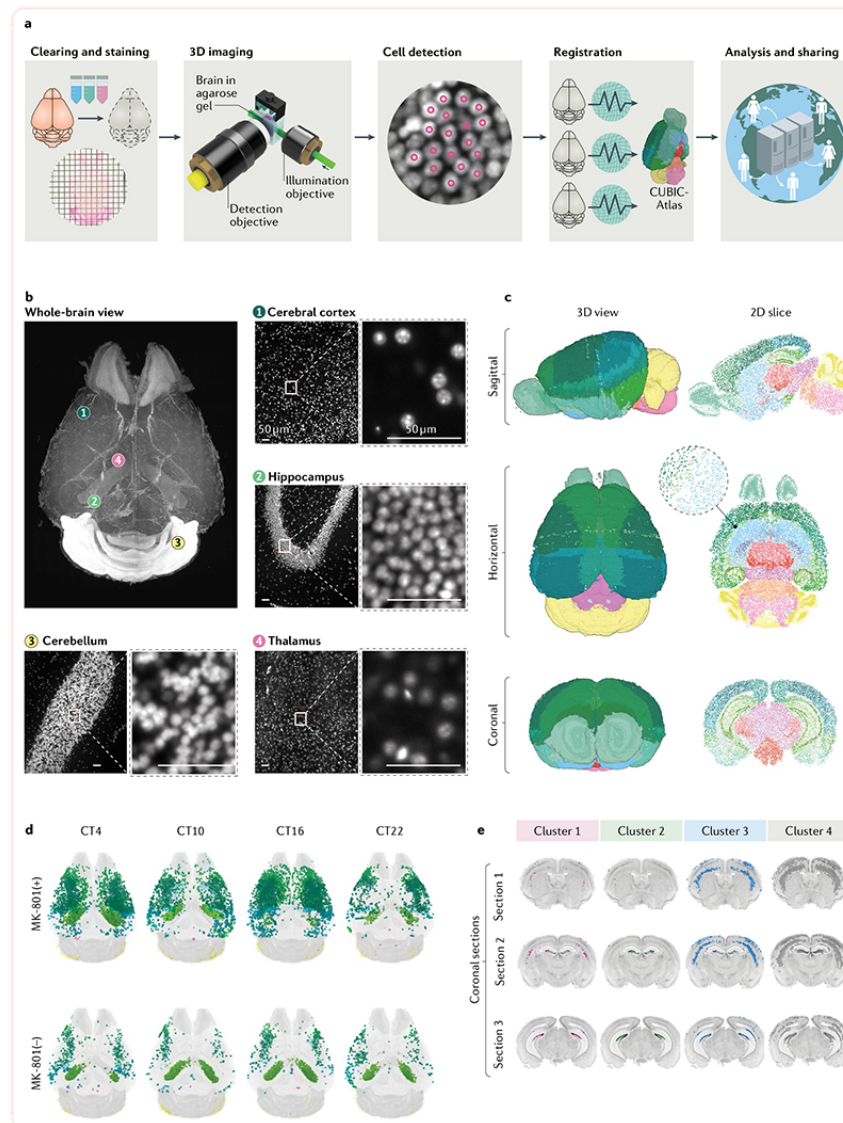 a
Clearing and staining
3D imaging
Cell detection
Registration
Analysis and sharing
Brain in
agarose
gel
Illumination
objective
Detection
objective
CUBIC-
Atlas
b
Whole-brain view
1
2
3
4
1 Cerebral cortex
50 μm
50 μm
2 Hippocampus
3 Cerebellum
4 Thalamus
c
3D view
2D slice
Sagittal
Horizontal
Coronal
d
CT4
CT10
CT16
CT22
MK-801(+)
MK-801(–)
e
Cluster 1
Cluster 2
Cluster 3
Cluster 4
Coronal sections
Section 1
Section 2
Section 3